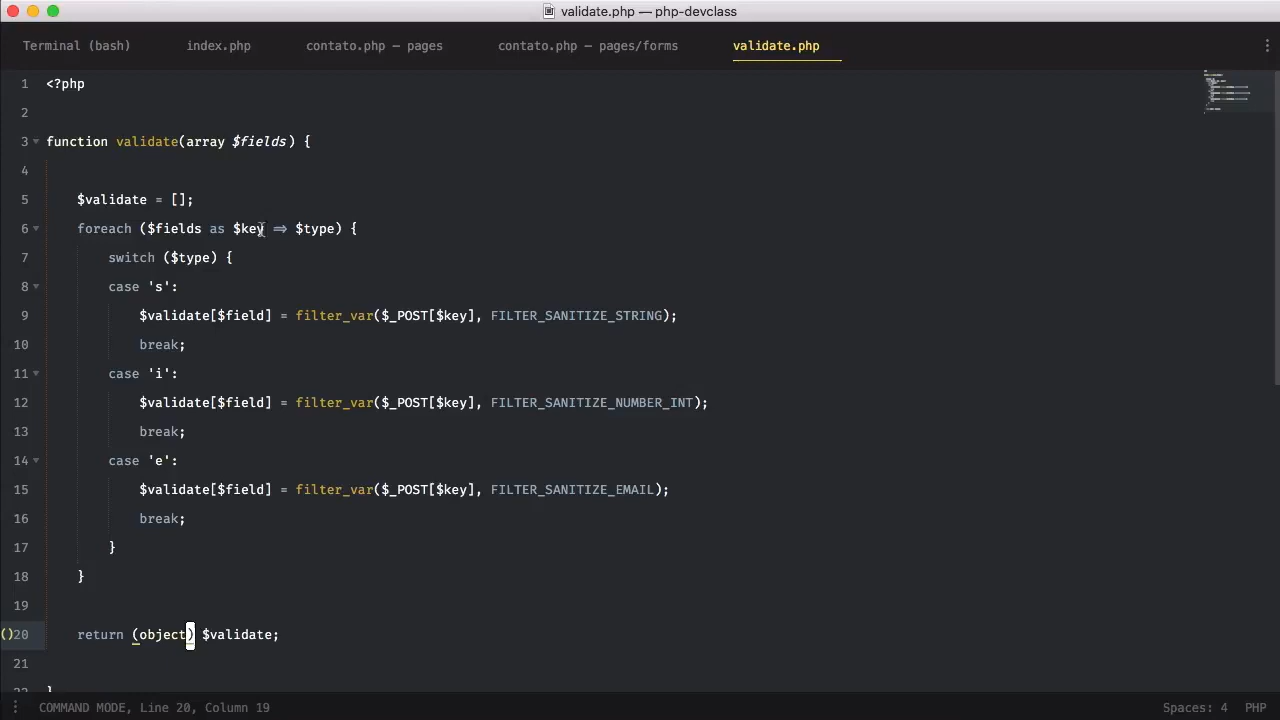 validate.php — php-devclass
Terminal (bash) index.php contato.php — pages contato.php — pages/forms validate.php
1 <?php
2
3 function validate(array $fields) {
4
5 $validate = [];
6 foreach ($fields as $key => $type) {
7 switch ($type) {
8 case 's':
9 $validate[$field] = filter_var($_POST[$key], FILTER_SANITIZE_STRING);
10 break;
11 case 'i':
12 $validate[$field] = filter_var($_POST[$key], FILTER_SANITIZE_NUMBER_INT);
13 break;
14 case 'e':
15 $validate[$field] = filter_var($_POST[$key], FILTER_SANITIZE_EMAIL);
16 break;
17 }
18 }
19
()20 return (object) $validate;
21
22 }
COMMAND MODE, Line 20, Column 19 Spaces: 4 PHP